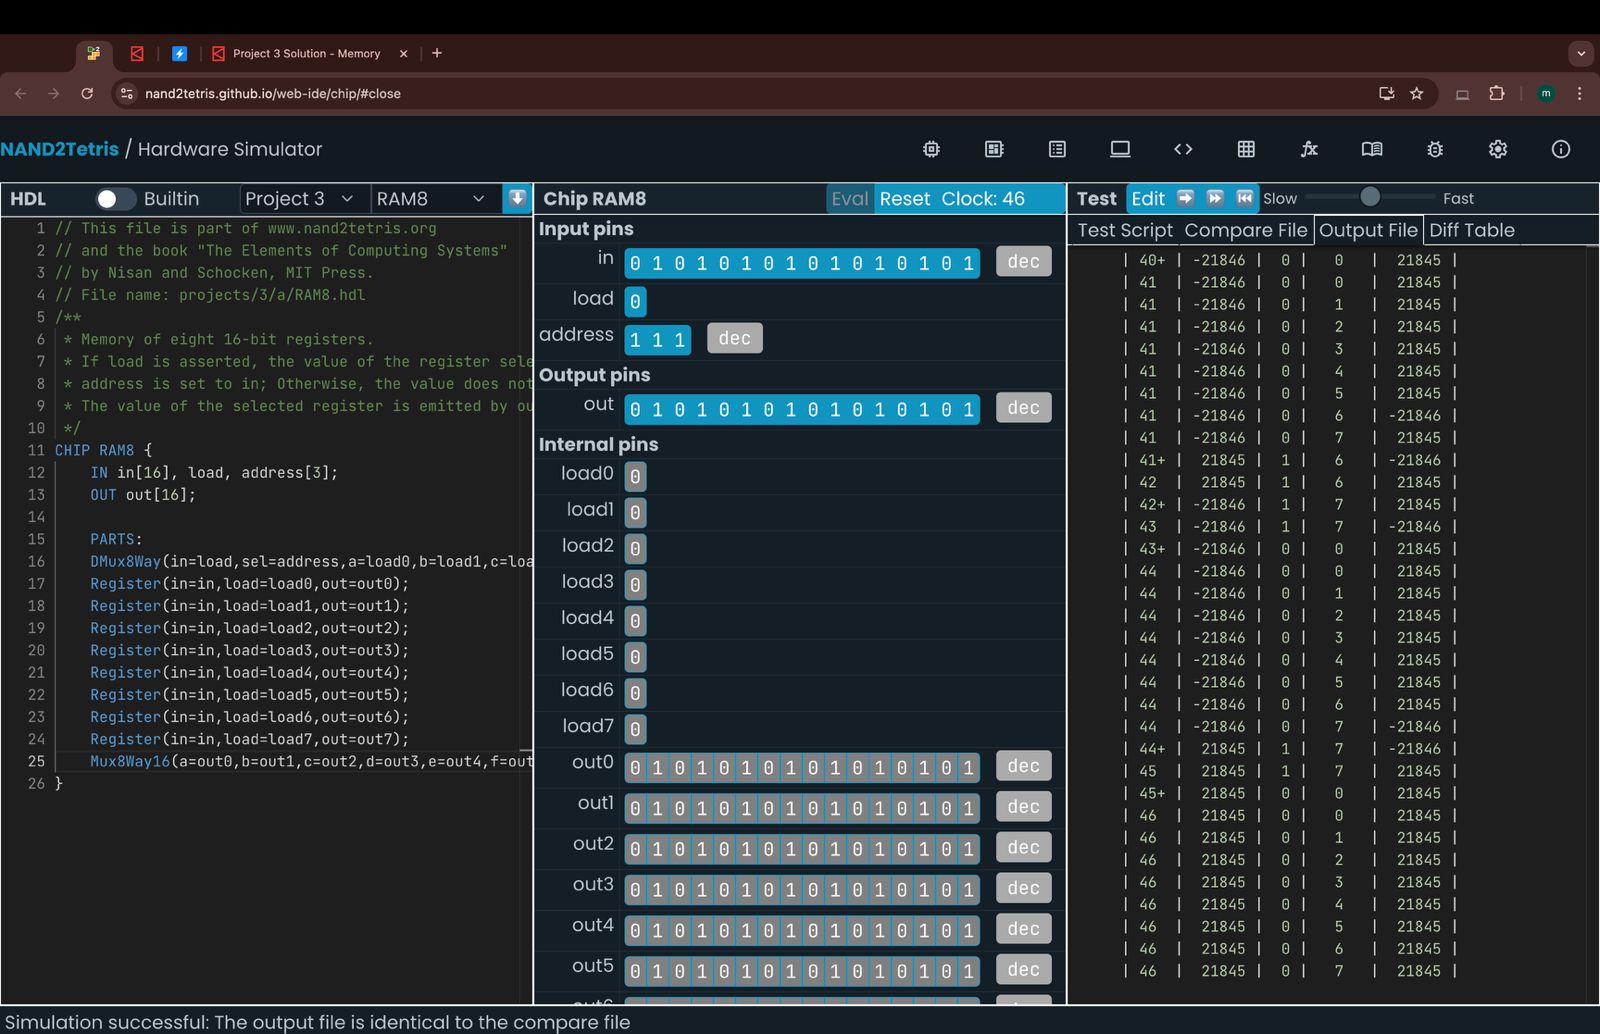 Project 3 Solution - Memory
nand2tetris.github.io/web-ide/chip/#close
m
NAND2Tetris / Hardware Simulator
HDL Builtin Project 3 RAM8
1 // This file is part of www.nand2tetris.org
2 // and the book "The Elements of Computing Systems"
3 // by Nisan and Schocken, MIT Press.
4 // File name: projects/3/a/RAM8.hdl
5 /**
6 * Memory of eight 16-bit registers.
7 * If load is asserted, the value of the register sele
8 * address is set to in; Otherwise, the value does not
9 * The value of the selected register is emitted by ou
10 */
11 CHIP RAM8 {
12 IN in[16], load, address[3];
13 OUT out[16];
14
15 PARTS:
16 DMux8Way(in=load,sel=address,a=load0,b=load1,c=loa
17 Register(in=in,load=load0,out=out0);
18 Register(in=in,load=load1,out=out1);
19 Register(in=in,load=load2,out=out2);
20 Register(in=in,load=load3,out=out3);
21 Register(in=in,load=load4,out=out4);
22 Register(in=in,load=load5,out=out5);
23 Register(in=in,load=load6,out=out6);
24 Register(in=in,load=load7,out=out7);
25 Mux8Way16(a=out0,b=out1,c=out2,d=out3,e=out4,f=out
26 }
Chip RAM8 Eval Reset Clock: 46
Input pins
in 0 1 0 1 0 1 0 1 0 1 0 1 0 1 0 1 dec
load 0
address 1 1 1 dec
Output pins
out 0 1 0 1 0 1 0 1 0 1 0 1 0 1 0 1 dec
Internal pins
load0 0
load1 0
load2 0
load3 0
load4 0
load5 0
load6 0
load7 0
out0 0 1 0 1 0 1 0 1 0 1 0 1 0 1 0 1 dec
out1 0 1 0 1 0 1 0 1 0 1 0 1 0 1 0 1 dec
out2 0 1 0 1 0 1 0 1 0 1 0 1 0 1 0 1 dec
out3 0 1 0 1 0 1 0 1 0 1 0 1 0 1 0 1 dec
out4 0 1 0 1 0 1 0 1 0 1 0 1 0 1 0 1 dec
out5 0 1 0 1 0 1 0 1 0 1 0 1 0 1 0 1 dec
Test Edit Slow Fast
Test Script Compare File Output File Diff Table
| 40+ | -21846 | 0 | 0 | 21845 |
| 41 | -21846 | 0 | 0 | 21845 |
| 41 | -21846 | 0 | 1 | 21845 |
| 41 | -21846 | 0 | 2 | 21845 |
| 41 | -21846 | 0 | 3 | 21845 |
| 41 | -21846 | 0 | 4 | 21845 |
| 41 | -21846 | 0 | 5 | 21845 |
| 41 | -21846 | 0 | 6 | -21846 |
| 41 | -21846 | 0 | 7 | 21845 |
| 41+ | 21845 | 1 | 6 | -21846 |
| 42 | 21845 | 1 | 6 | 21845 |
| 42+ | -21846 | 1 | 7 | 21845 |
| 43 | -21846 | 1 | 7 | -21846 |
| 43+ | -21846 | 0 | 0 | 21845 |
| 44 | -21846 | 0 | 0 | 21845 |
| 44 | -21846 | 0 | 1 | 21845 |
| 44 | -21846 | 0 | 2 | 21845 |
| 44 | -21846 | 0 | 3 | 21845 |
| 44 | -21846 | 0 | 4 | 21845 |
| 44 | -21846 | 0 | 5 | 21845 |
| 44 | -21846 | 0 | 6 | 21845 |
| 44 | -21846 | 0 | 7 | -21846 |
| 44+ | 21845 | 1 | 7 | -21846 |
| 45 | 21845 | 1 | 7 | 21845 |
| 45+ | 21845 | 0 | 0 | 21845 |
| 46 | 21845 | 0 | 0 | 21845 |
| 46 | 21845 | 0 | 1 | 21845 |
| 46 | 21845 | 0 | 2 | 21845 |
| 46 | 21845 | 0 | 3 | 21845 |
| 46 | 21845 | 0 | 4 | 21845 |
| 46 | 21845 | 0 | 5 | 21845 |
| 46 | 21845 | 0 | 6 | 21845 |
| 46 | 21845 | 0 | 7 | 21845 |
Simulation successful: The output file is identical to the compare file